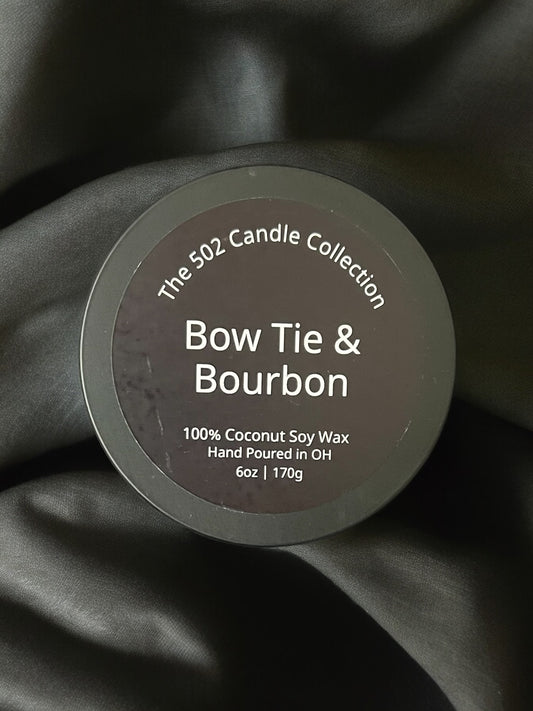 The 502 Candle Collection
Bow Tie &
Bourbon
100% Coconut Soy Wax
Hand Poured in OH
6oz | 170g